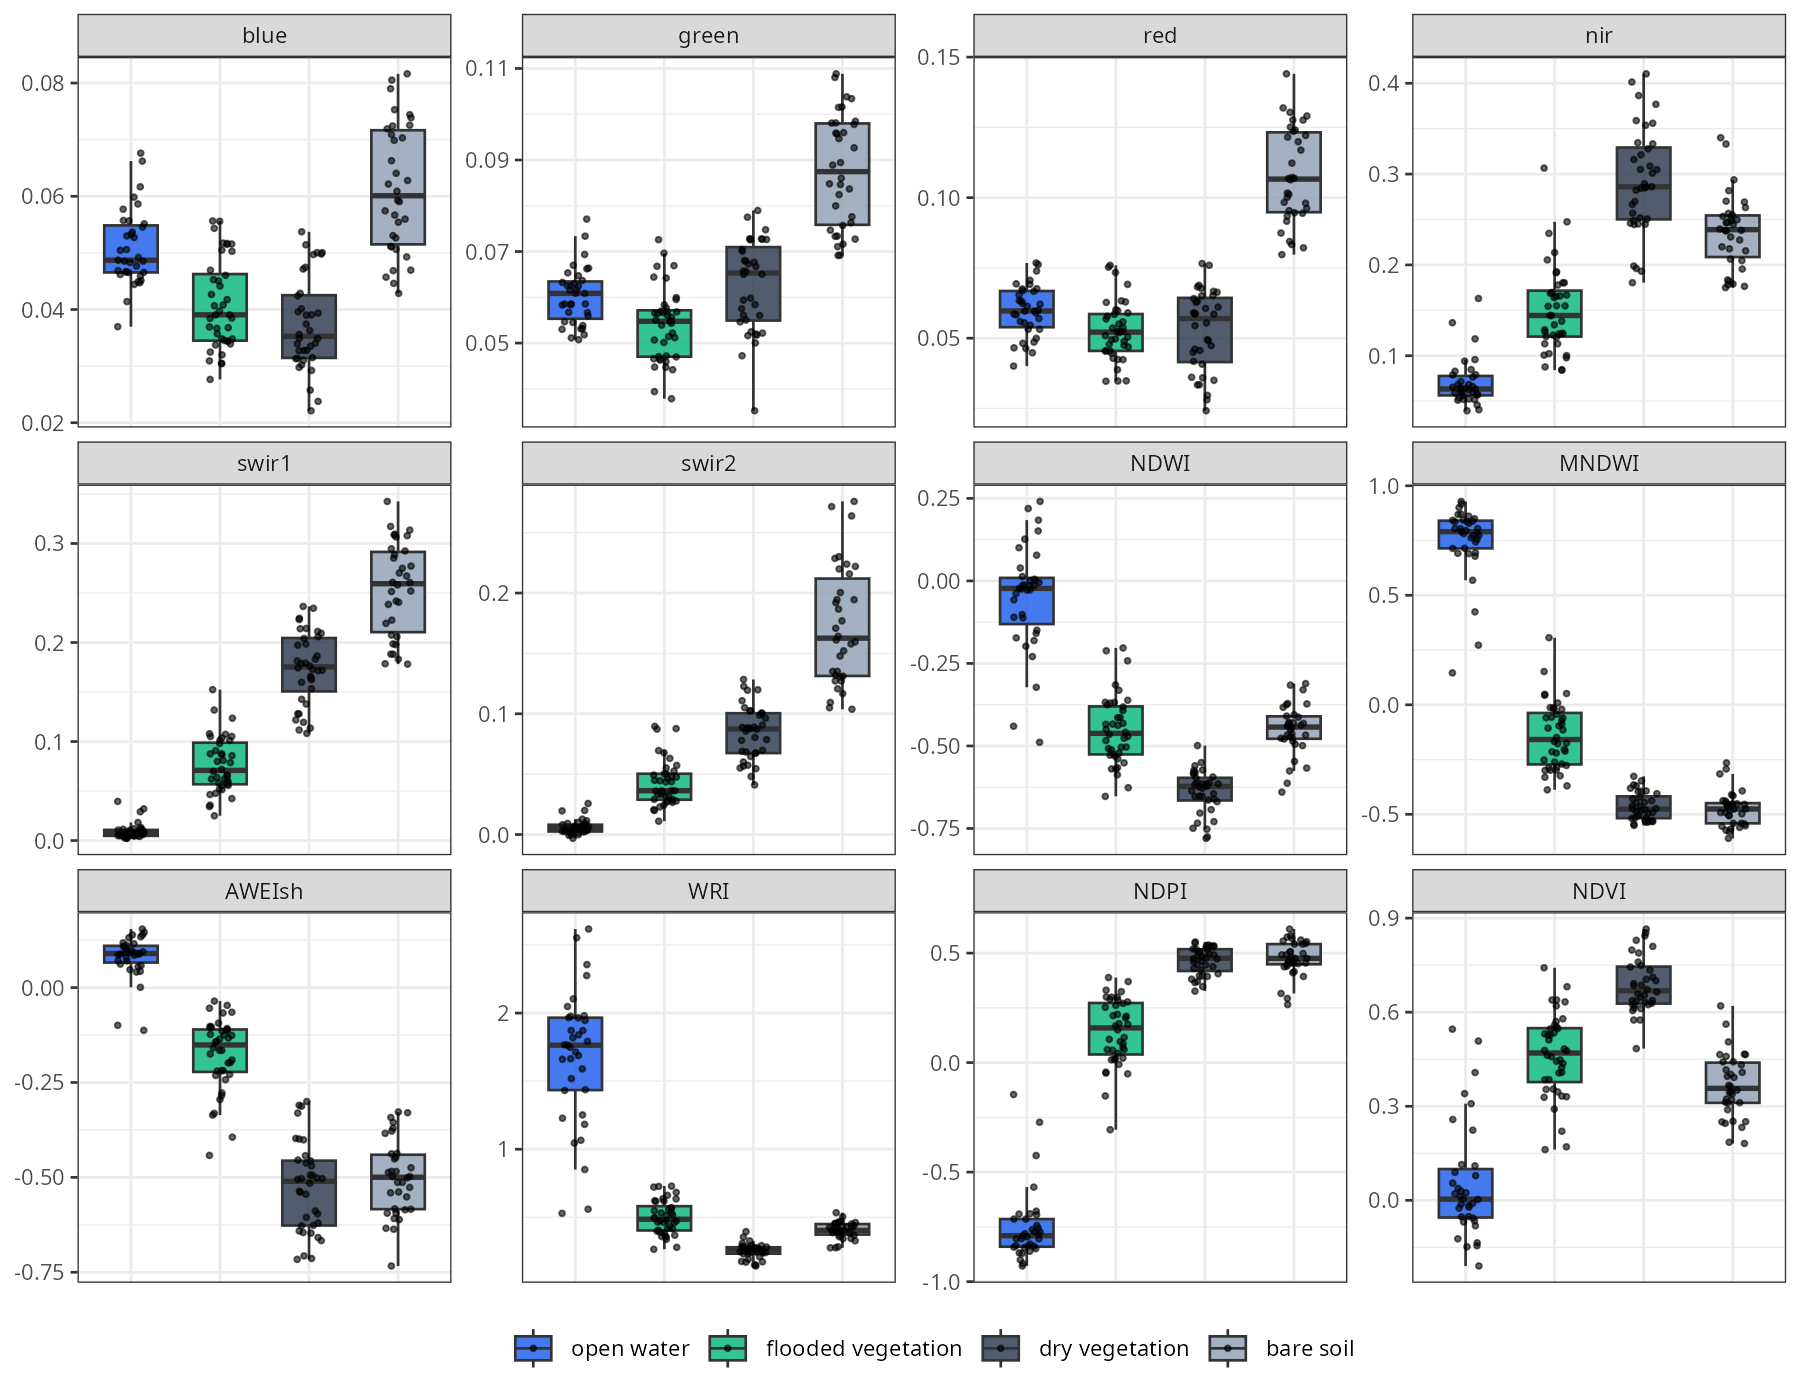 blue green red nir
0.08 0.06 0.04 0.02
0.11 0.09 0.07 0.05
0.15 0.10 0.05
0.4 0.3 0.2 0.1
swir1 swir2 NDWI MNDWI
0.3 0.2 0.1 0.0
0.2 0.1 0.0
0.25 0.00 -0.25 -0.50 -0.75
1.0 0.5 0.0 -0.5
AWEIsh WRI NDPI NDVI
0.00 -0.25 -0.50 -0.75
2 1
0.5 0.0 -0.5 -1.0
0.9 0.6 0.3 0.0
open water flooded vegetation dry vegetation bare soil